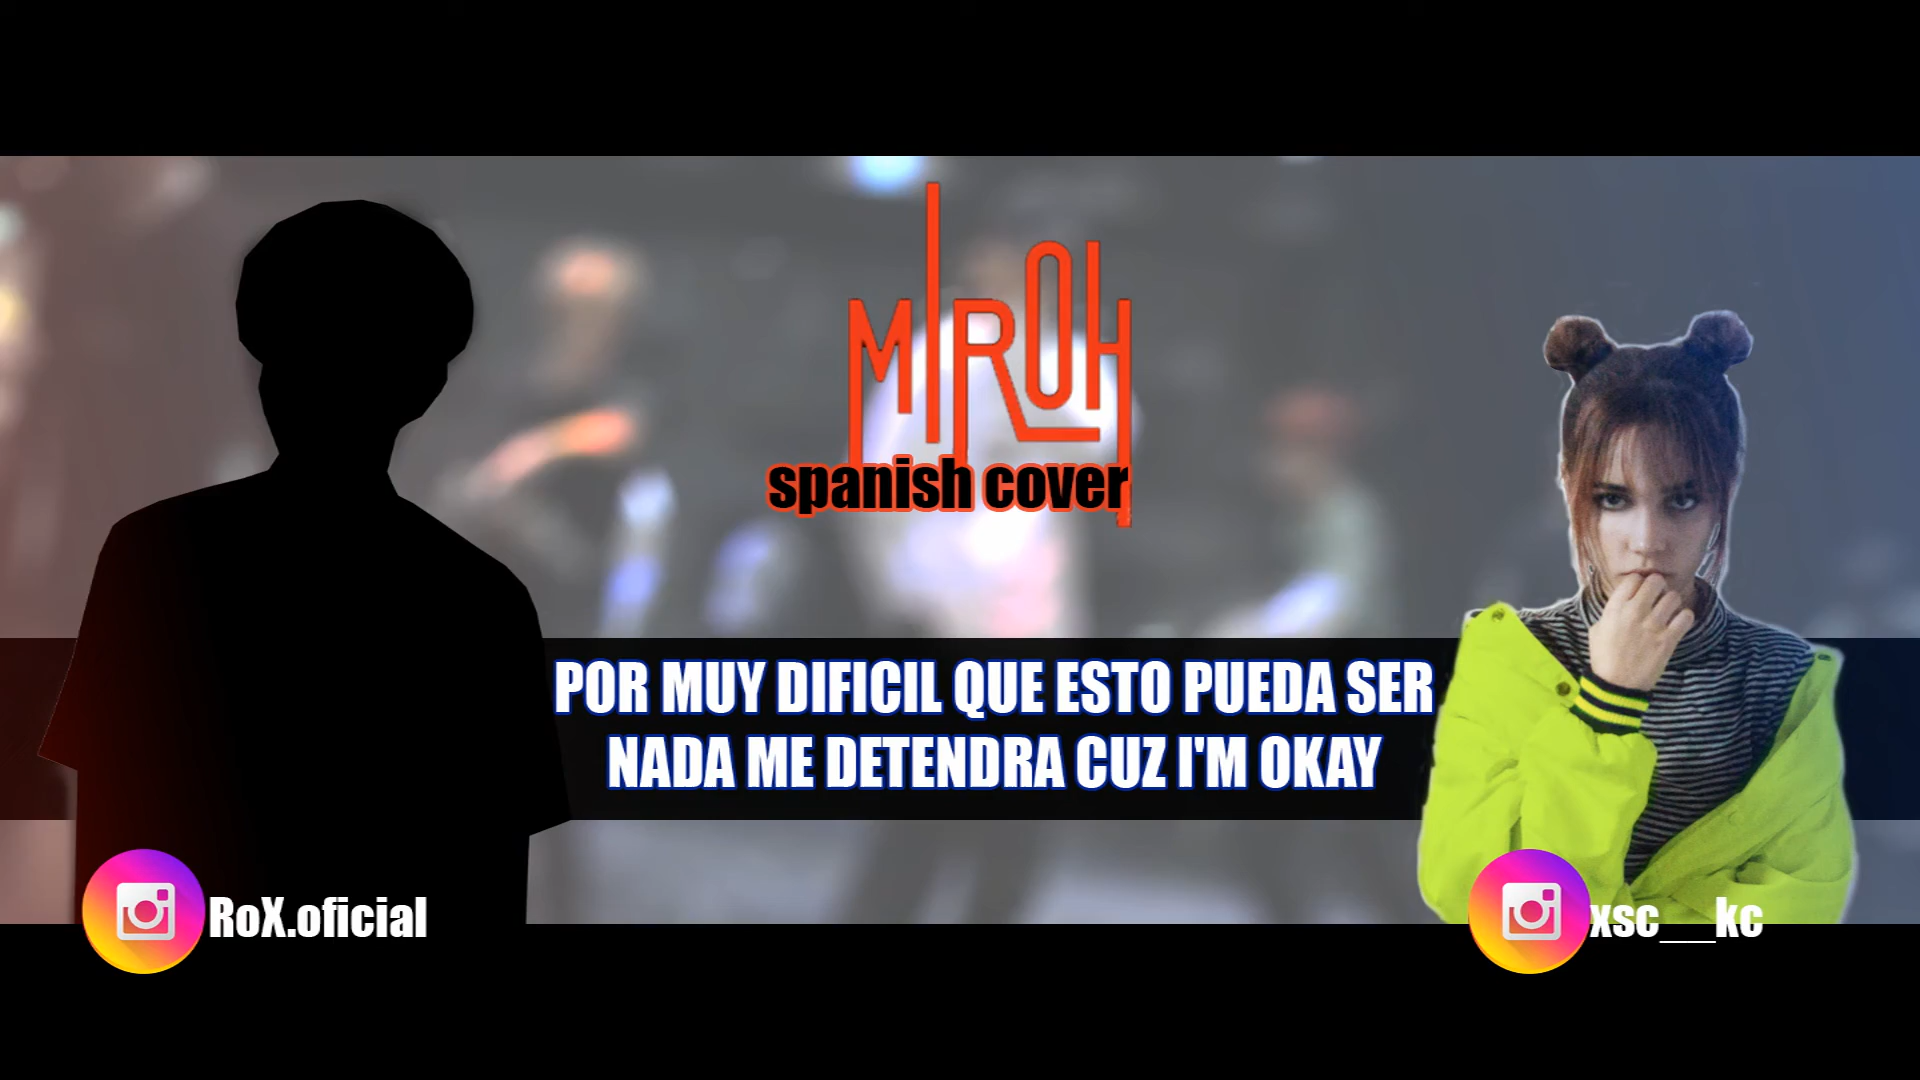 MIROH
spanish cover
POR MUY DIFICIL QUE ESTO PUEDA SER
NADA ME DETENDRA CUZ I'M OKAY
RoX.oficial
xsc__kc